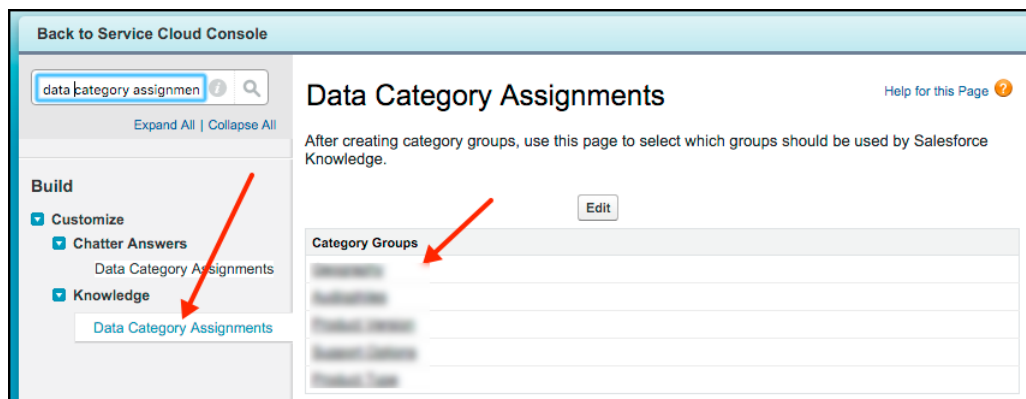 Back to Service Cloud Console
data category assignmen
Expand All | Collapse All
Build
Customize
Chatter Answers
Data Category Assignments
Knowledge
Data Category Assignments
Data Category Assignments
Help for this Page
After creating category groups, use this page to select which groups should be used by Salesforce
Knowledge.
Edit
Category Groups